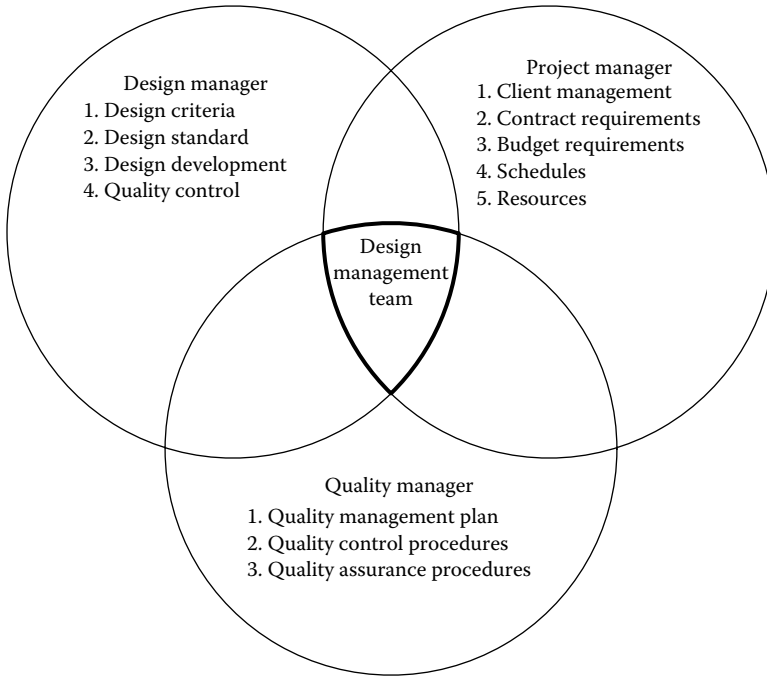 Design manager
1. Design criteria
2. Design standard
3. Design development
4. Quality control
Project manager
1. Client management
2. Contract requirements
3. Budget requirements
4. Schedules
5. Resources
Design
management
team
Quality manager
1. Quality management plan
2. Quality control procedures
3. Quality assurance procedures